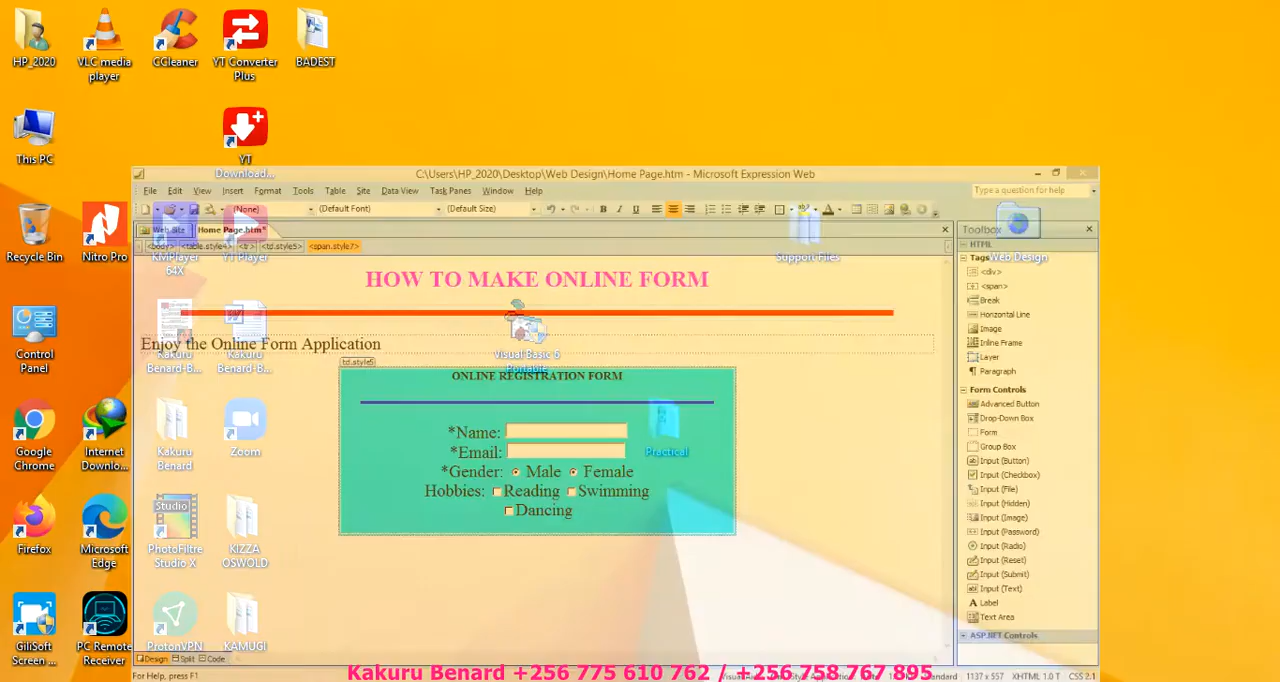 HP_2020
VLC media
player
CCleaner
YT Converter
Plus
BADEST
This PC
YT
Download...
C:\Users\HP_2020\Desktop\Web Design\Home Page.htm - Microsoft Expression Web
File Edit View Insert Format Tools Table Site Data View Task Panes Window Help
Type a question for help
(None)
(Default Font)
(Default Size)
B I U
Web Site
Home Page.htm*
<body> <table.style4> <tr> <td.style5> <span.style7>
Recycle Bin
Nitro Pro
KMPlayer
64X
YT Player
Support Files
Web Design
HOW TO MAKE ONLINE FORM
Enjoy the Online Form Application
Control
Panel
Kakuru
Benard-B...
Kakuru
Benard-B...
Visual Basic 6
Portable
td.style5
ONLINE REGISTRATION FORM
*Name:
*Email:
*Gender: Male Female
Hobbies: Reading Swimming
Dancing
Practical
Google
Chrome
Internet
Downlo...
Kakuru
Benard
Zoom
Studio
Firefox
Microsoft
Edge
PhotoFiltre
Studio X
KIZZA
OSWOLD
GiliSoft
Screen ...
PC Remote
Receiver
ProtonVPN
KAMUGI
Toolbox
HTML
Tags
<div>
<span>
Break
Horizontal Line
Image
Inline Frame
Layer
Paragraph
Form Controls
Advanced Button
Drop-Down Box
Form
Group Box
Input (Button)
Input (Checkbox)
Input (File)
Input (Hidden)
Input (Image)
Input (Password)
Input (Radio)
Input (Reset)
Input (Submit)
Input (Text)
Label
Text Area
ASP.NET Controls
Design Split Code
For Help, press F1
1137 x 557
XHTML 1.0 T
CSS 2.1
Kakuru Benard +256 775 610 762 / +256 758 767 895